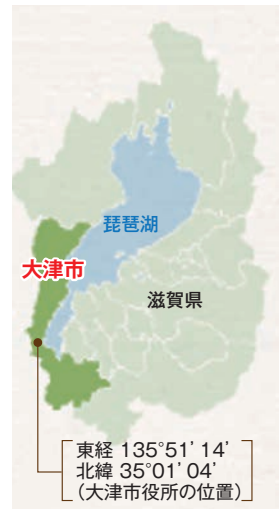 琵琶湖
大津市
滋賀県
東経 135°51' 14'
北緯 35°01' 04'
(大津市役所の位置)